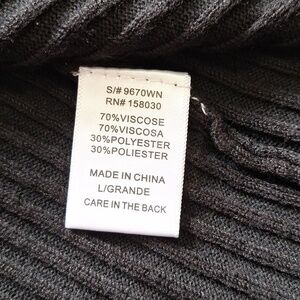 S/# 9670WN
RN# 158030
70%VISCOSE
70%VISCOSA
30%POLYESTER
30%POLIESTER
MADE IN CHINA
L/GRANDE
CARE IN THE BACK